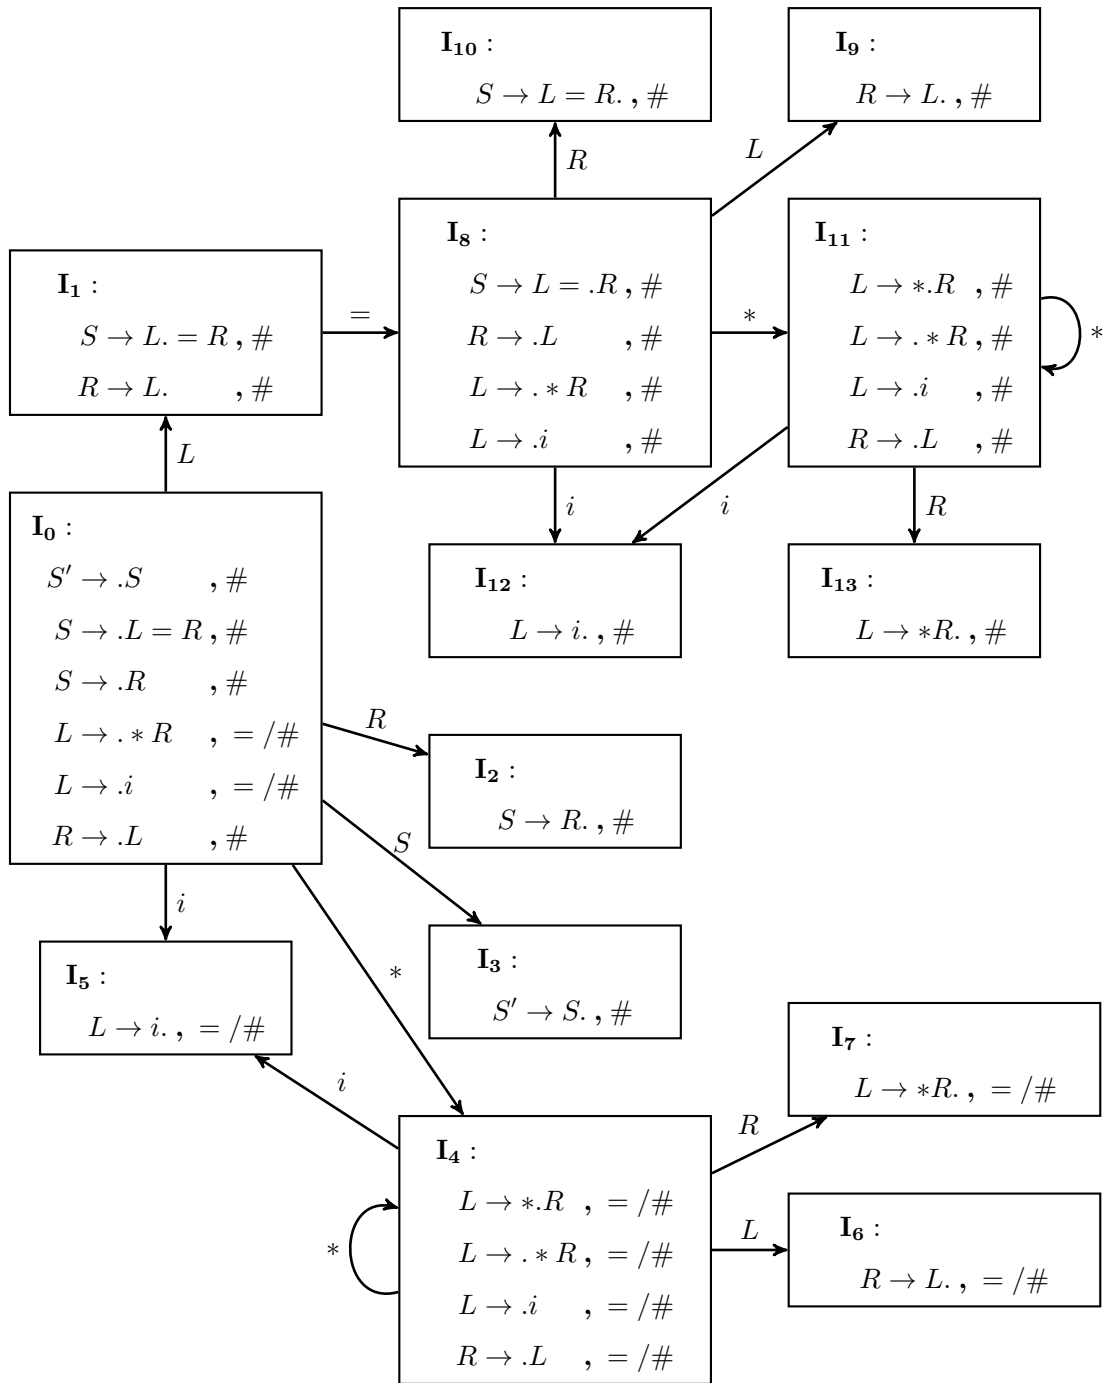 I₁₀ :
S → L = R. , #
I₉ :
R → L. , #
R
L
I₈ :
S → L = .R , #
R → .L , #
L → . ∗ R , #
L → .i , #
∗
I₁₁ :
L → ∗.R , #
L → . ∗ R , #
L → .i , #
R → .L , #
∗
I₁ :
S → L. = R , #
R → L. , #
=
L
i
i
R
I₀ :
S′ → .S , #
S → .L = R , #
S → .R , #
L → . ∗ R , = /#
L → .i , = /#
R → .L , #
I₁₂ :
L → i. , #
I₁₃ :
L → ∗R. , #
R
I₂ :
S → R. , #
S
i
∗
I₃ :
S′ → S. , #
I₅ :
L → i. , = /#
i
I₇ :
L → ∗R. , = /#
R
I₄ :
L → ∗.R , = /#
L → . ∗ R , = /#
L → .i , = /#
R → .L , = /#
∗
L
I₆ :
R → L. , = /#